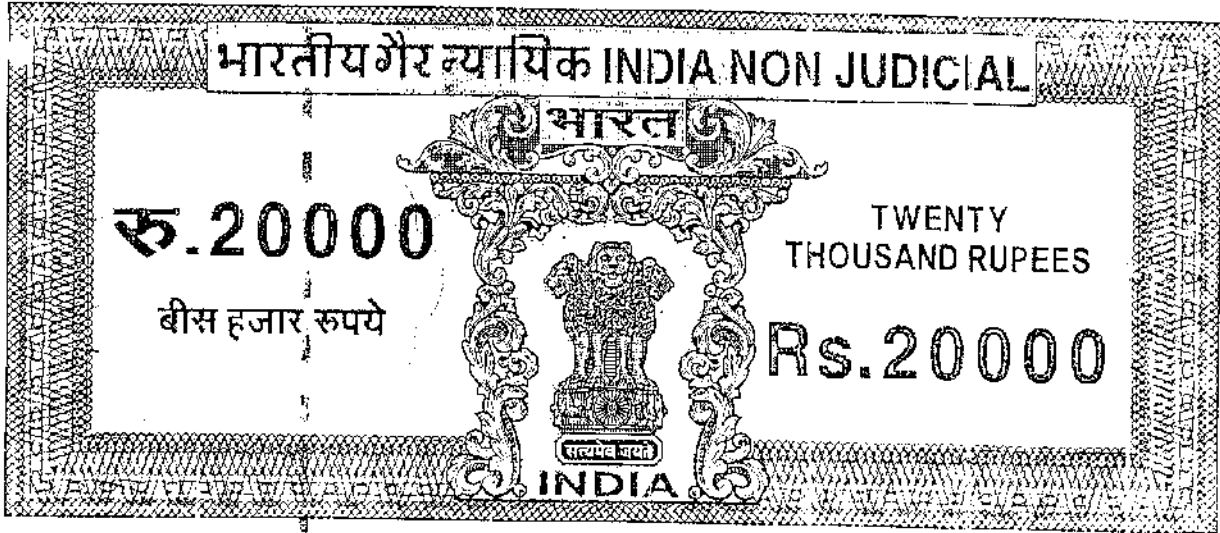 भारतीय गैर न्यायिक INDIA NON JUDICIAL
भारत
रु.20000
बीस हजार रुपये
TWENTY
THOUSAND RUPEES
Rs.20000
सत्यमेव जयते
INDIA